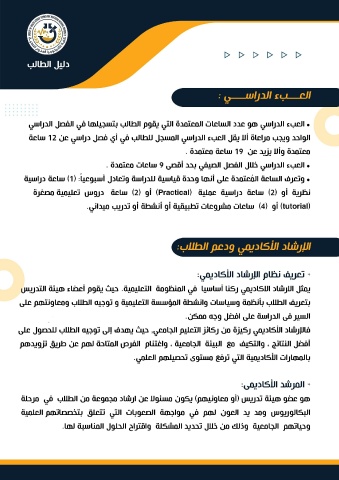 دليل الطالب
العـــبء الدراســـــي :
• العبء الدراسي هو عدد الساعات المعتمدة التي يقوم الطالب بتسجيلها في الفصل الدراسي
الواحد ويجب مراعاة ألا يقل العبء الدراسي المسجل للطالب في أي فصل دراسي عن 12 ساعة
معتمدة وألا يزيد عن 19 ساعة معتمدة .
• العبء الدراسي خلال الفصل الصيفي بحد أقصى 9 ساعات معتمدة .
• وتعرف الساعة المعتمدة على أنها وحدة قياسية للدراسة وتعادل أسبوعياً: (1) ساعة دراسية
نظرية أو (2) ساعة دراسية عملية (Practical) أو (2) ساعة دروس تعليمية مصغرة
(tutorial) أو (4) ساعات مشروعات تطبيقية أو أنشطة أو تدريب ميداني.
الإرشاد الأكاديمي ودعم الطلاب:
- تعريف نظام الإرشاد الأكاديمي:
يمثل الإرشاد الأكاديمي ركنا أساسيا في المنظومة التعليمية. حيث يقوم أعضاء هيئة التدريس
بتعريف الطلاب بأنظمة وسياسات وانشطة المؤسسة التعليمية و توجيه الطلاب ومعاونتهم على
السير في الدراسة على افضل وجه ممكن.
فالإرشاد الأكاديمي ركيزة من ركائز التعليم الجامعي. حيث يهدف إلى توجيه الطلاب للحصول على
أفضل النتائج , والتكيف مع البيئة الجامعية , واغتنام الفرص المتاحة لهم عن طريق تزويدهم
بالمهارات الأكاديمية التي ترفع مستوى تحصيلهم العلمي.
- المرشد الأكاديمى:
هو عضو هيئة تدريس (أو معاونيهم) يكون مسئولا عن ارشاد مجموعة من الطلاب في مرحلة
البكالوريوس ومد يد العون لهم في مواجهة الصعوبات التي تتعلق بتخصصاتهم العلمية
وحياتهم الجامعية وذلك من خلال تحديد المشكلة واقتراح الحلول المناسبة لها.